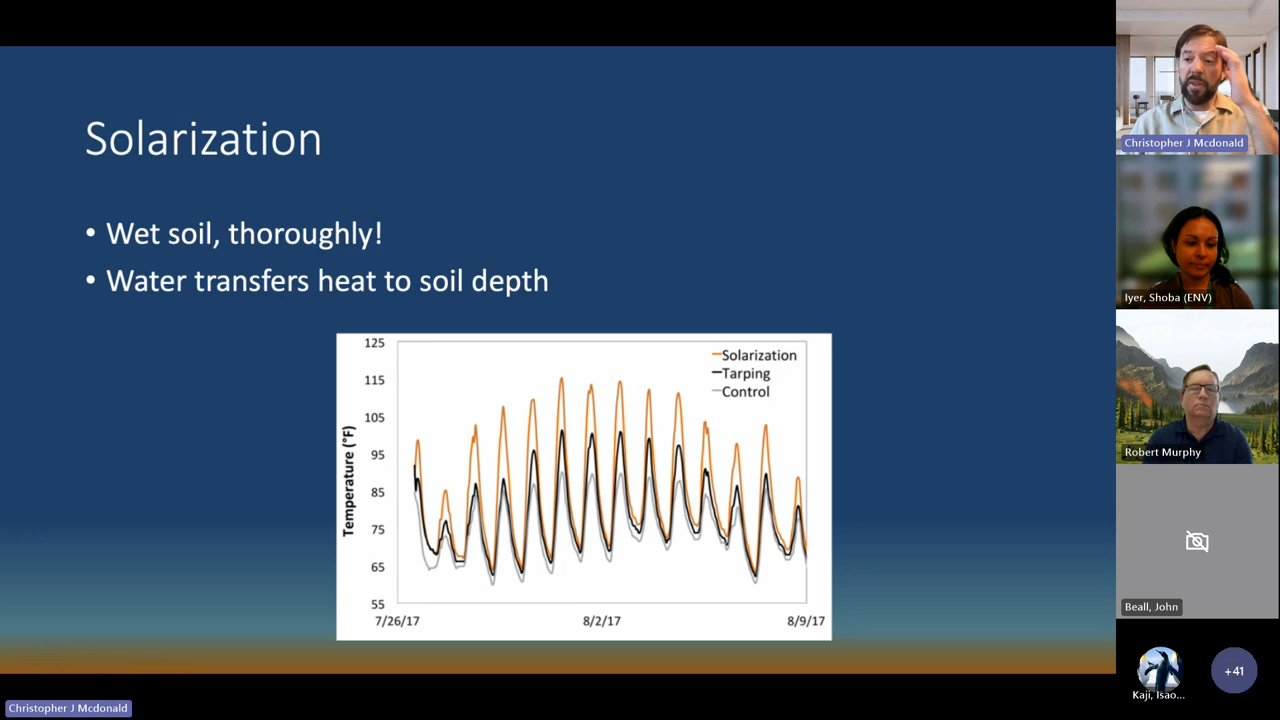 Solarization
• Wet soil, thoroughly!
• Water transfers heat to soil depth
125
115
105
95
85
75
65
55
Temperature (°F)
Solarization
Tarping
Control
7/26/17
8/2/17
8/9/17
Christopher J Mcdonald
Christopher J Mcdonald
Iyer, Shoba (ENV)
Robert Murphy
Beall, John
Kaji, Isao...
+41